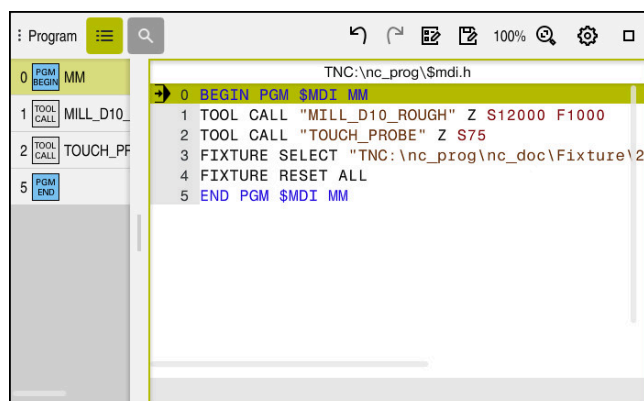 Program
100%
0 PGM BEGIN MM
1 TOOL CALL MILL_D10_
2 TOOL CALL TOUCH_PF
5 PGM END
TNC:\nc_prog\$mdi.h
0 BEGIN PGM $MDI MM
1 TOOL CALL "MILL_D10_ROUGH" Z S12000 F1000
2 TOOL CALL "TOUCH_PROBE" Z S75
3 FIXTURE SELECT "TNC:\nc_prog\nc_doc\Fixture\2
4 FIXTURE RESET ALL
5 END PGM $MDI MM